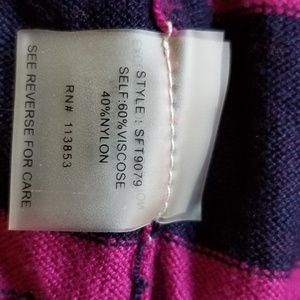 STYLE : SFT9079
SELF:60%VISCOSE
40%NYLON
RN# 113853
SEE REVERSE FOR CARE